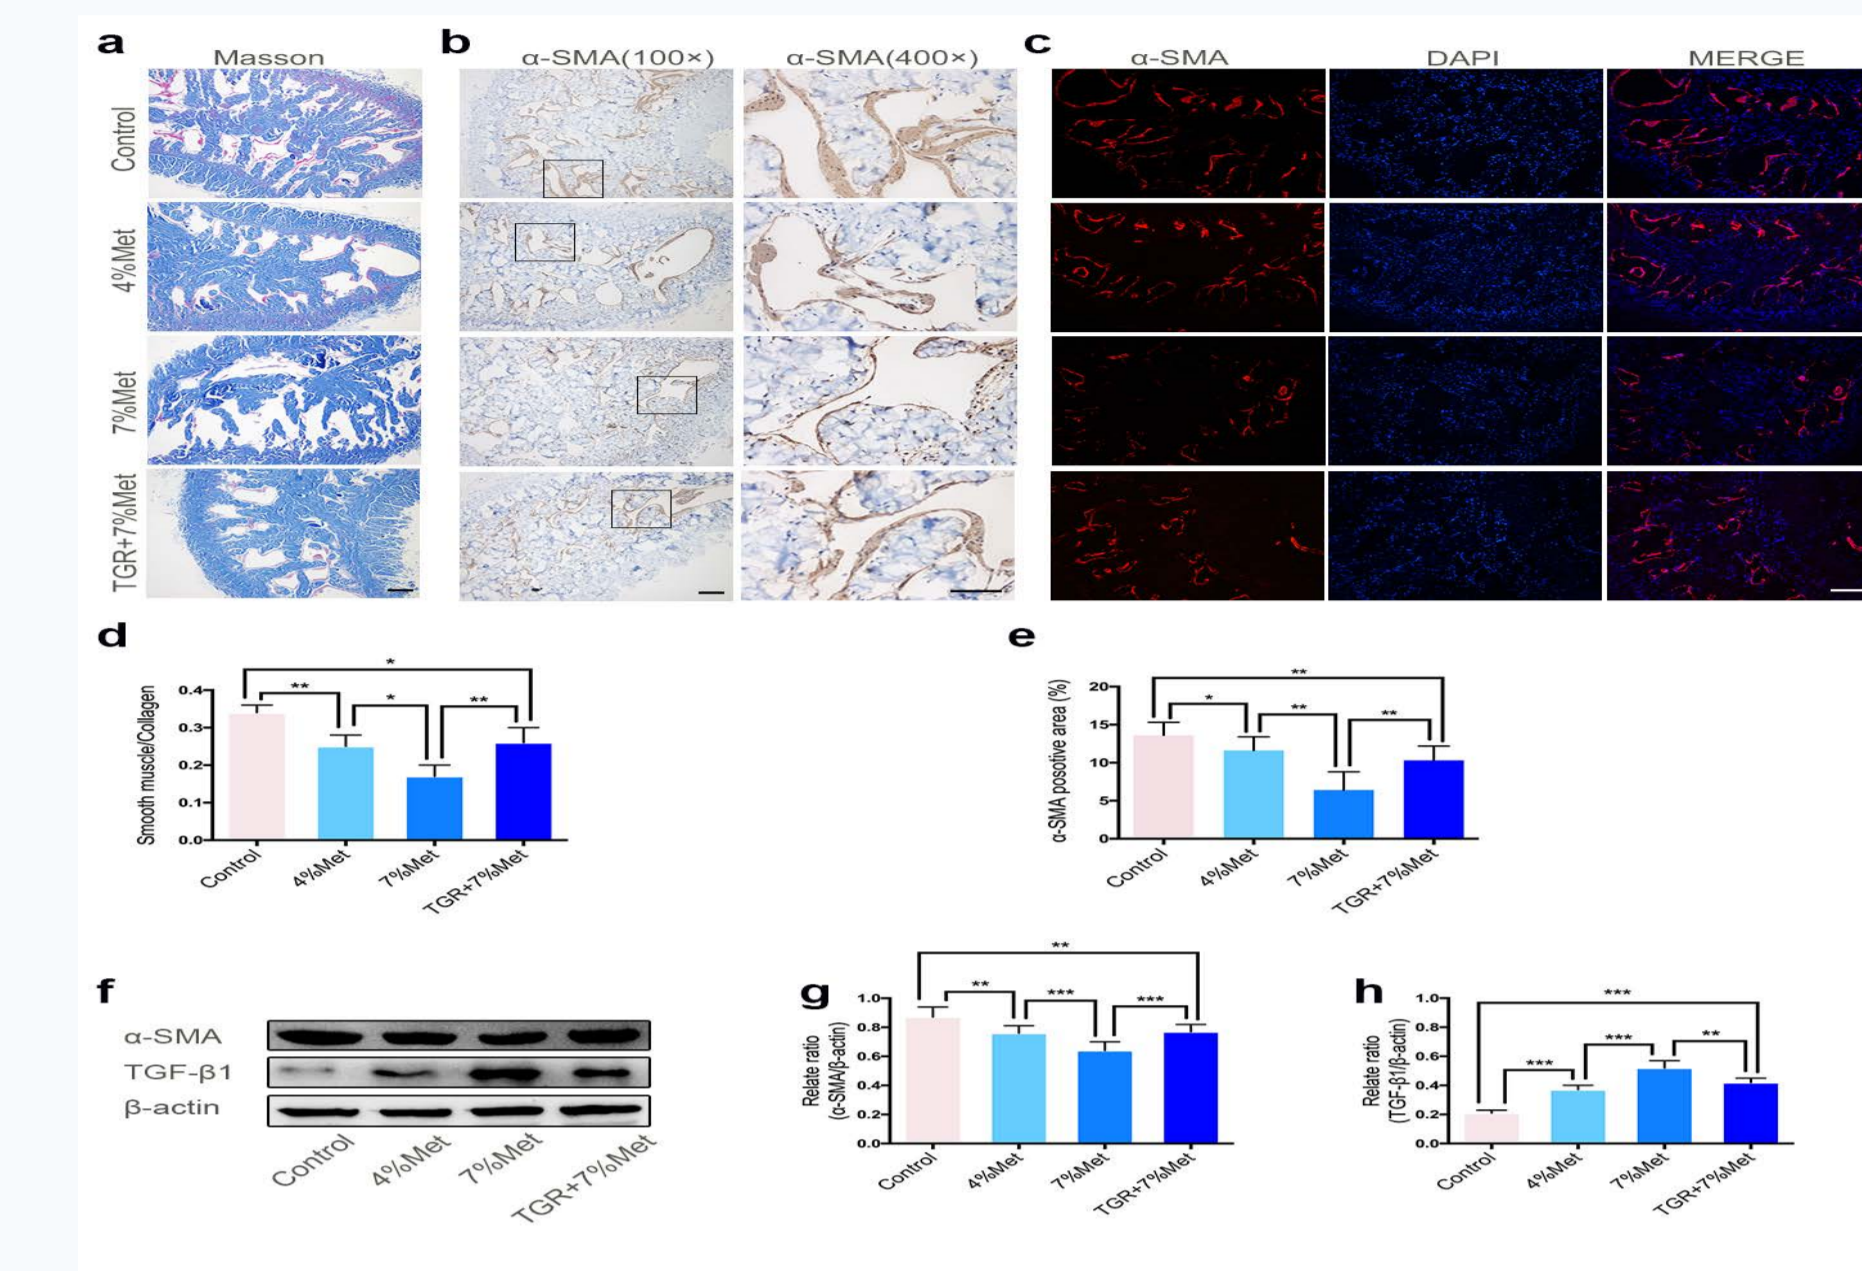 a
Masson
b
α-SMA(100×)
α-SMA(400×)
c
α-SMA
DAPI
MERGE
Control
4%Met
7%Met
TGR+7%Met
d
Smooth muscle/Collagen
0.4
0.3
0.2
0.1
0.0
*
**
*
**
Control
4%Met
7%Met
TGR+7%Met
e
α-SMA posotive area (%)
20
15
10
5
0
**
*
**
**
Control
4%Met
7%Met
TGR+7%Met
f
α-SMA
TGF-β1
β-actin
Control
4%Met
7%Met
TGR+7%Met
g
Relate ratio
(α-SMA/β-actin)
1.0
0.8
0.6
0.4
0.2
0.0
**
**
***
***
Control
4%Met
7%Met
TGR+7%Met
h
Relate ratio
(TGF-β1/β-actin)
1.0
0.8
0.6
0.4
0.2
0.0
***
***
***
**
Control
4%Met
7%Met
TGR+7%Met